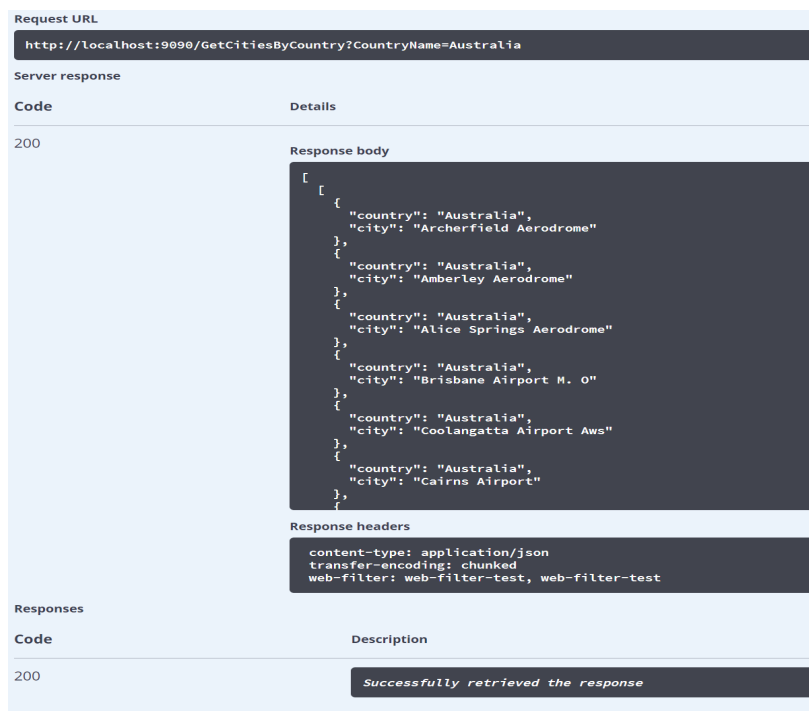 Request URL
http://localhost:9090/GetCitiesByCountry?CountryName=Australia
Server response
Code Details
200
Response body
[
[
{
"country": "Australia",
"city": "Archerfield Aerodrome"
},
{
"country": "Australia",
"city": "Amberley Aerodrome"
},
{
"country": "Australia",
"city": "Alice Springs Aerodrome"
},
{
"country": "Australia",
"city": "Brisbane Airport M. O"
},
{
"country": "Australia",
"city": "Coolangatta Airport Aws"
},
{
"country": "Australia",
"city": "Cairns Airport"
},
{
Response headers
content-type: application/json
transfer-encoding: chunked
web-filter: web-filter-test, web-filter-test
Responses
Code Description
200
Successfully retrieved the response